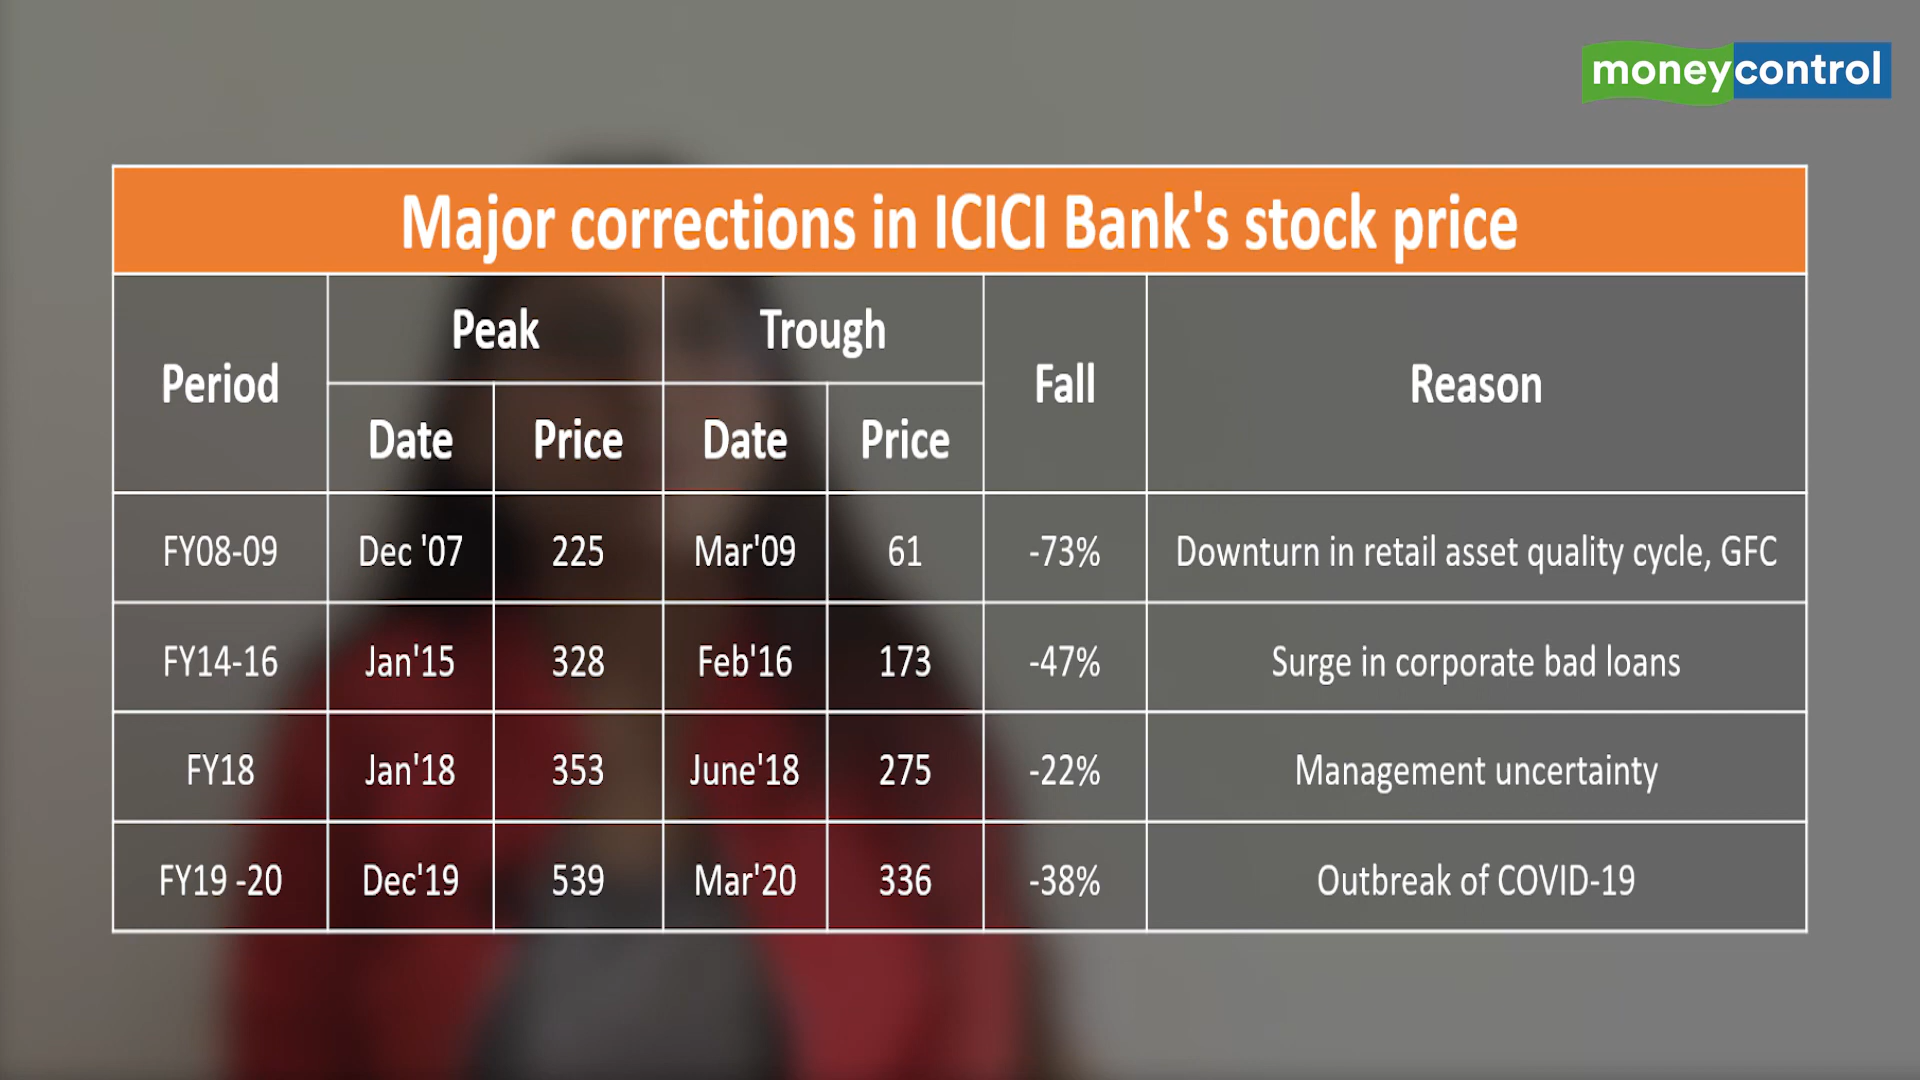 moneycontrol
Major corrections in ICICI Bank's stock price
Period Peak Trough Fall Reason
Date Price Date Price
FY08-09 Dec '07 225 Mar'09 61 -73% Downturn in retail asset quality cycle, GFC
FY14-16 Jan'15 328 Feb'16 173 -47% Surge in corporate bad loans
FY18 Jan'18 353 June'18 275 -22% Management uncertainty
FY19 -20 Dec'19 539 Mar'20 336 -38% Outbreak of COVID-19